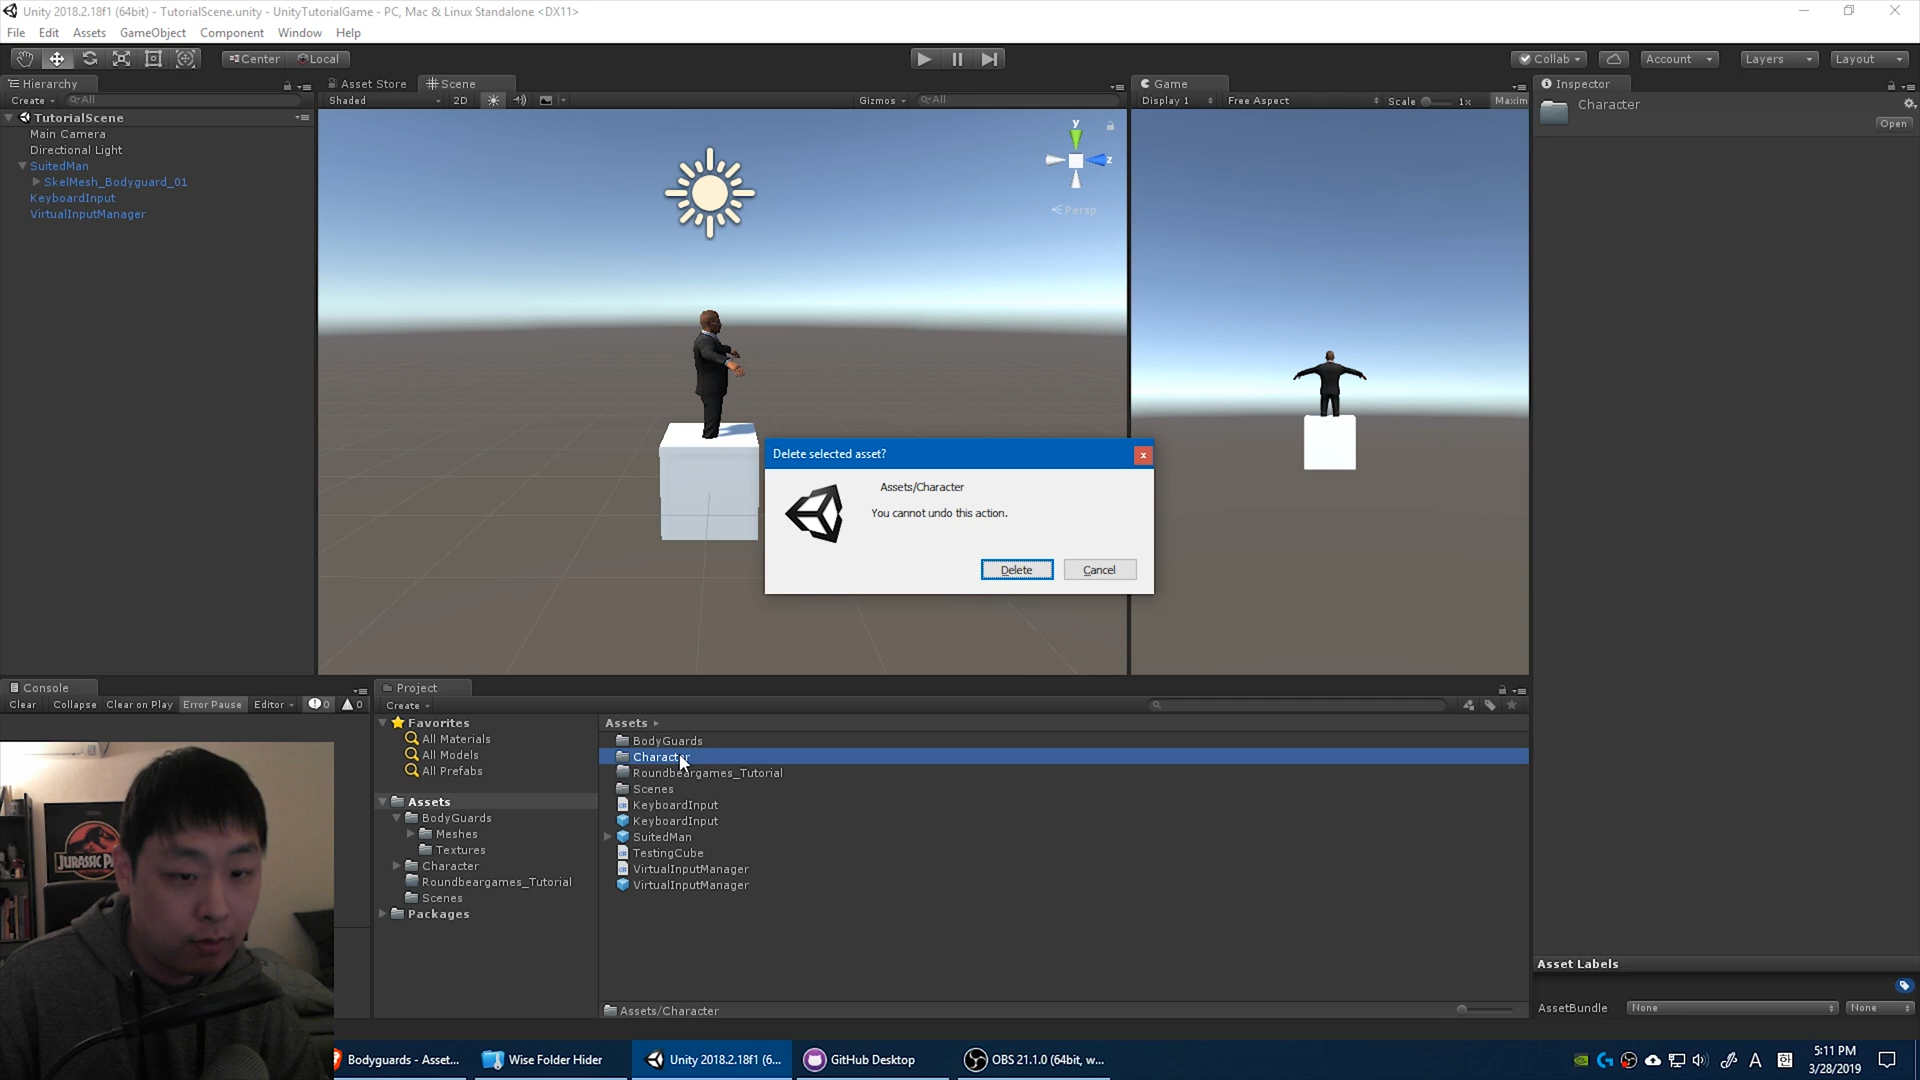 Unity 2018.2.18f1 (64bit) - TutorialScene.unity - UnityTutorialGame - PC, Mac & Linux Standalone <DX11>
File Edit Assets GameObject Component Window Help
Center Local
Collab Account Layers Layout
Hierarchy
Create All
TutorialScene
Main Camera
Directional Light
SuitedMan
SkelMesh_Bodyguard_01
KeyboardInput
VirtualInputManager
Asset Store Scene
Shaded 2D Gizmos All
y
z
Persp
Game
Display 1 Free Aspect Scale 1x Maxim
Inspector
Character
Open
Delete selected asset?
Assets/Character
You cannot undo this action.
Delete Cancel
Console
Clear Collapse Clear on Play Error Pause Editor 0 0
JURASSIC
Project
Create
Favorites
All Materials
All Models
All Prefabs
Assets
BodyGuards
Meshes
Textures
Character
Roundbeargames_Tutorial
Scenes
Packages
Assets
BodyGuards
Character
Roundbeargames_Tutorial
Scenes
KeyboardInput
KeyboardInput
SuitedMan
TestingCube
VirtualInputManager
VirtualInputManager
Assets/Character
Asset Labels
AssetBundle None None
Bodyguards - Asset... Wise Folder Hider Unity 2018.2.18f1 (6... GitHub Desktop OBS 21.1.0 (64bit, w...
A
5:11 PM
3/28/2019